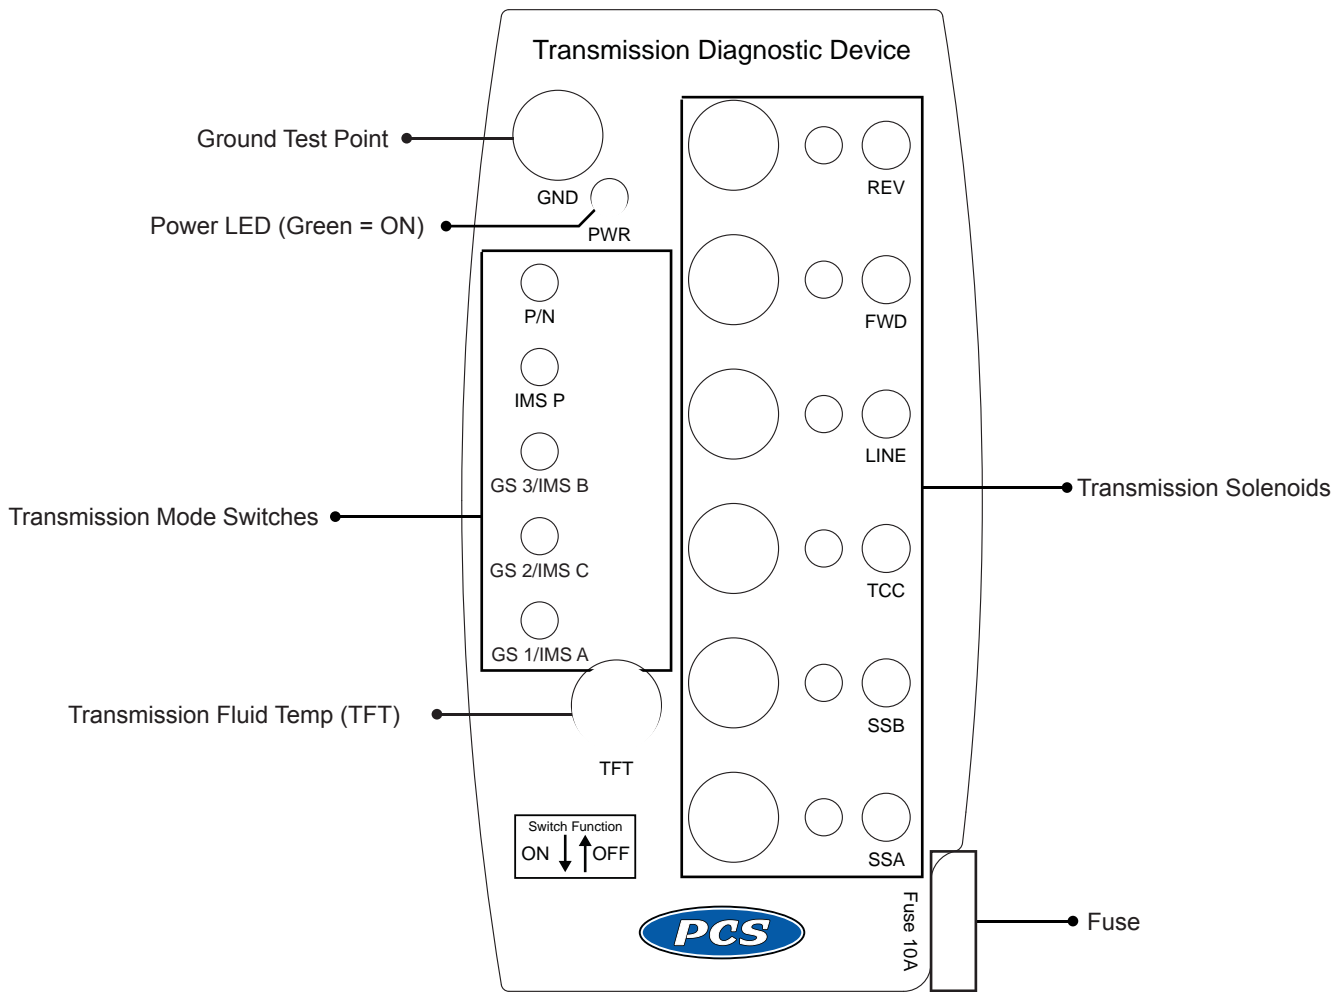 Transmission Diagnostic Device
Ground Test Point
GND
Power LED (Green = ON)
PWR
P/N
IMS P
GS 3/IMS B
GS 2/IMS C
GS 1/IMS A
Transmission Mode Switches
Transmission Fluid Temp (TFT)
TFT
Switch Function
ON OFF
REV
FWD
LINE
TCC
SSB
SSA
Transmission Solenoids
Fuse 10A
Fuse
PCS